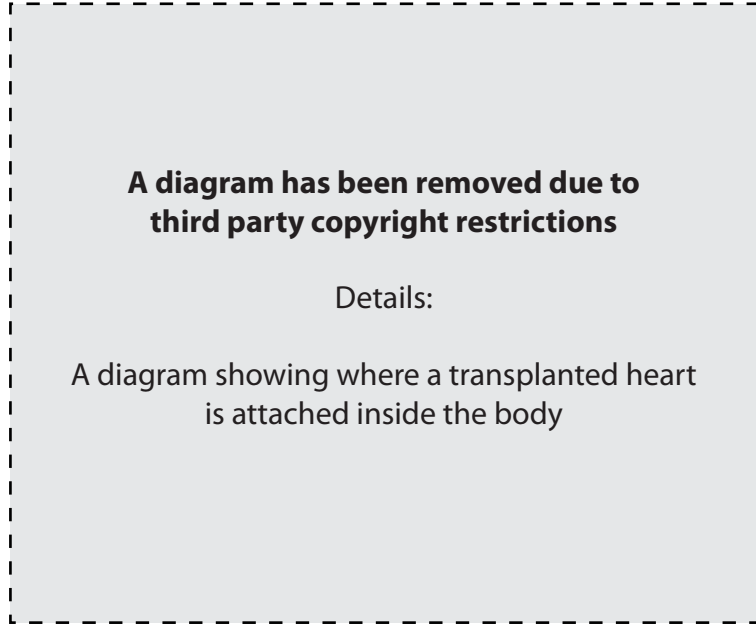 A diagram has been removed due to
third party copyright restrictions
Details:
A diagram showing where a transplanted heart
is attached inside the body